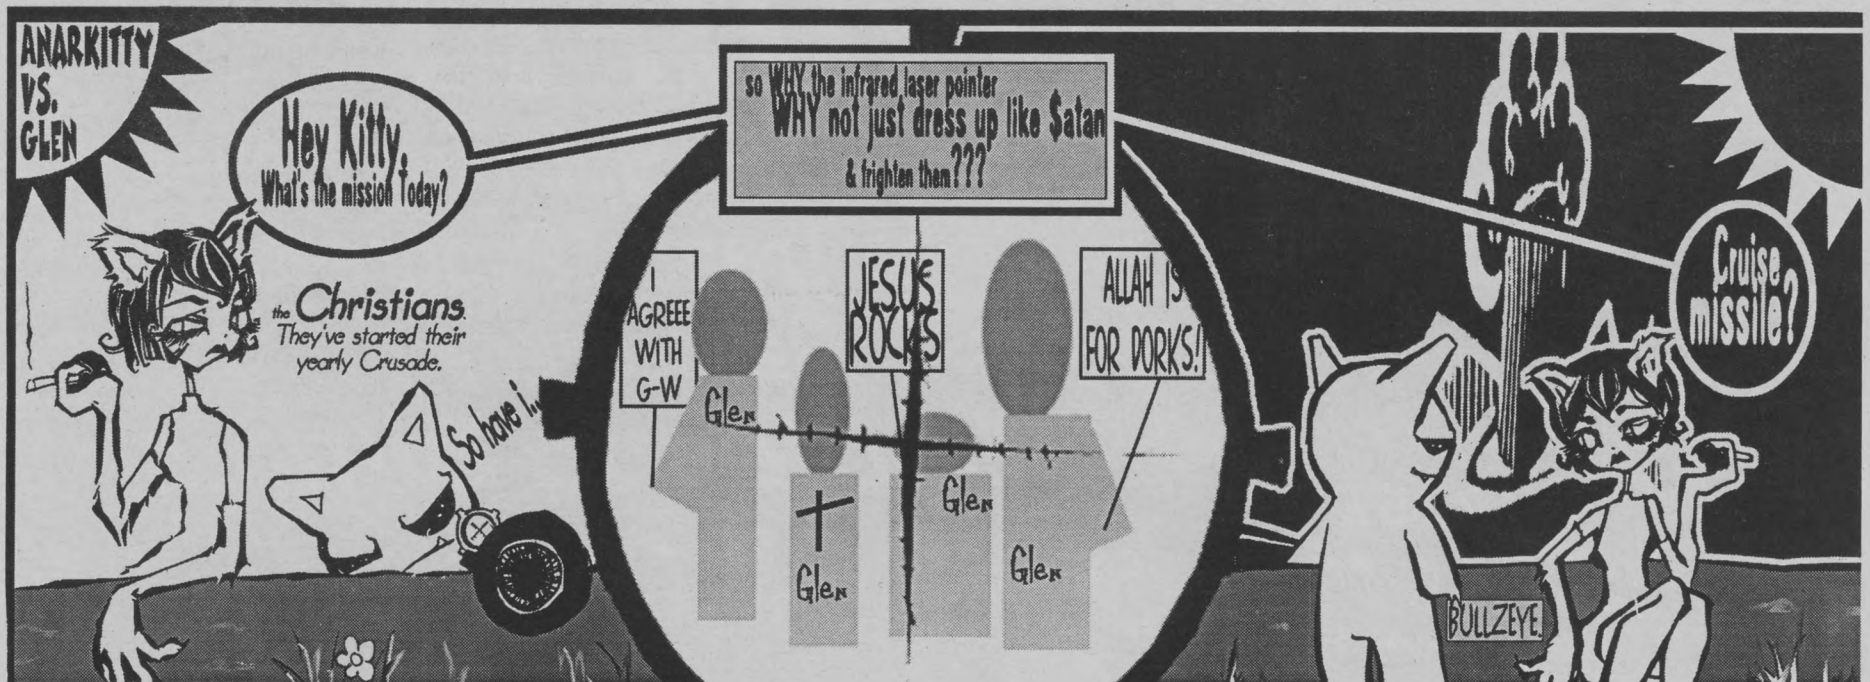 ANARKITTY
VS.
GLEN
Hey Kitty.
What's the mission Today?
the Christians.
They've started their
yearly Crusade.
So have i...
so WHY the infrared laser pointer
WHY not just dress up like $atan
& frighten them???
I
AGREEE
WITH
G-W
JESUS
ROCKS
ALLAH IS
FOR DORKS!
Glen
Glen
Glen
Glen
Cruise
missile?
BULLZEYE.